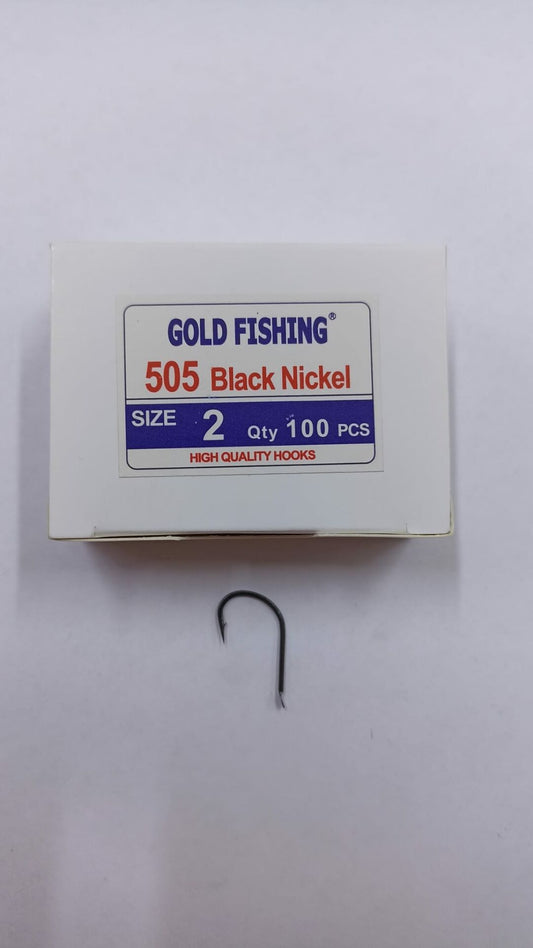 GOLD FISHING®
505 Black Nickel
SIZE 2 Qty 100 PCS
HIGH QUALITY HOOKS